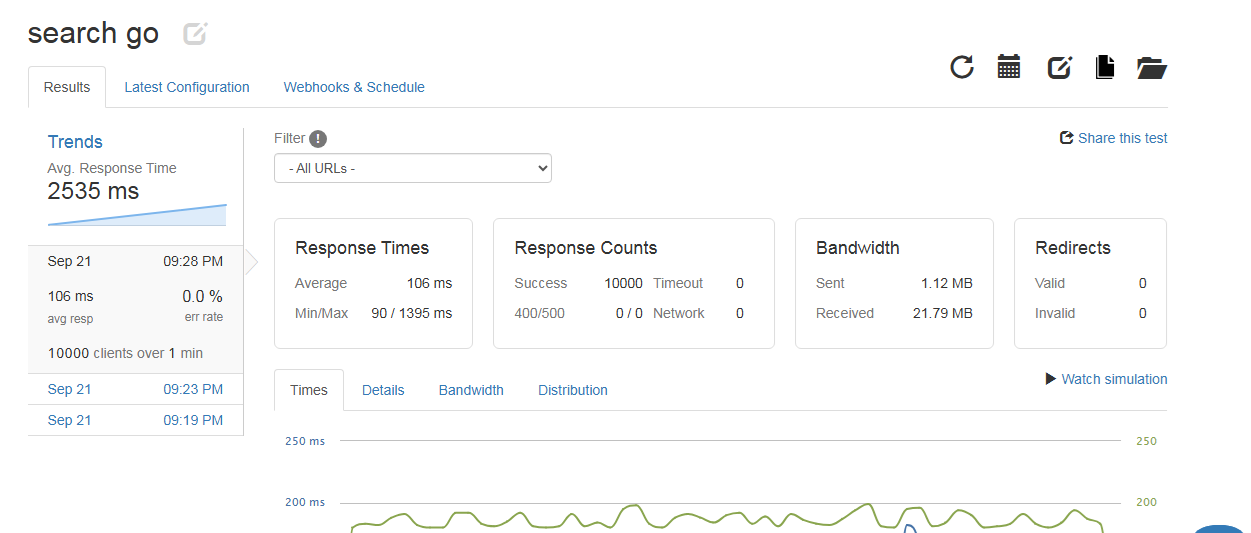 search go
Results Latest Configuration Webhooks & Schedule
Trends
Avg. Response Time
2535 ms
Sep 21 09:28 PM
106 ms 0.0 %
avg resp err rate
10000 clients over 1 min
Sep 21 09:23 PM
Sep 21 09:19 PM
Filter !
Share this test
- All URLs -
Response Times
Average 106 ms
Min/Max 90 / 1395 ms
Response Counts
Success 10000 Timeout 0
400/500 0 / 0 Network 0
Bandwidth
Sent 1.12 MB
Received 21.79 MB
Redirects
Valid 0
Invalid 0
Watch simulation
Times Details Bandwidth Distribution
250 ms 250
200 ms 200